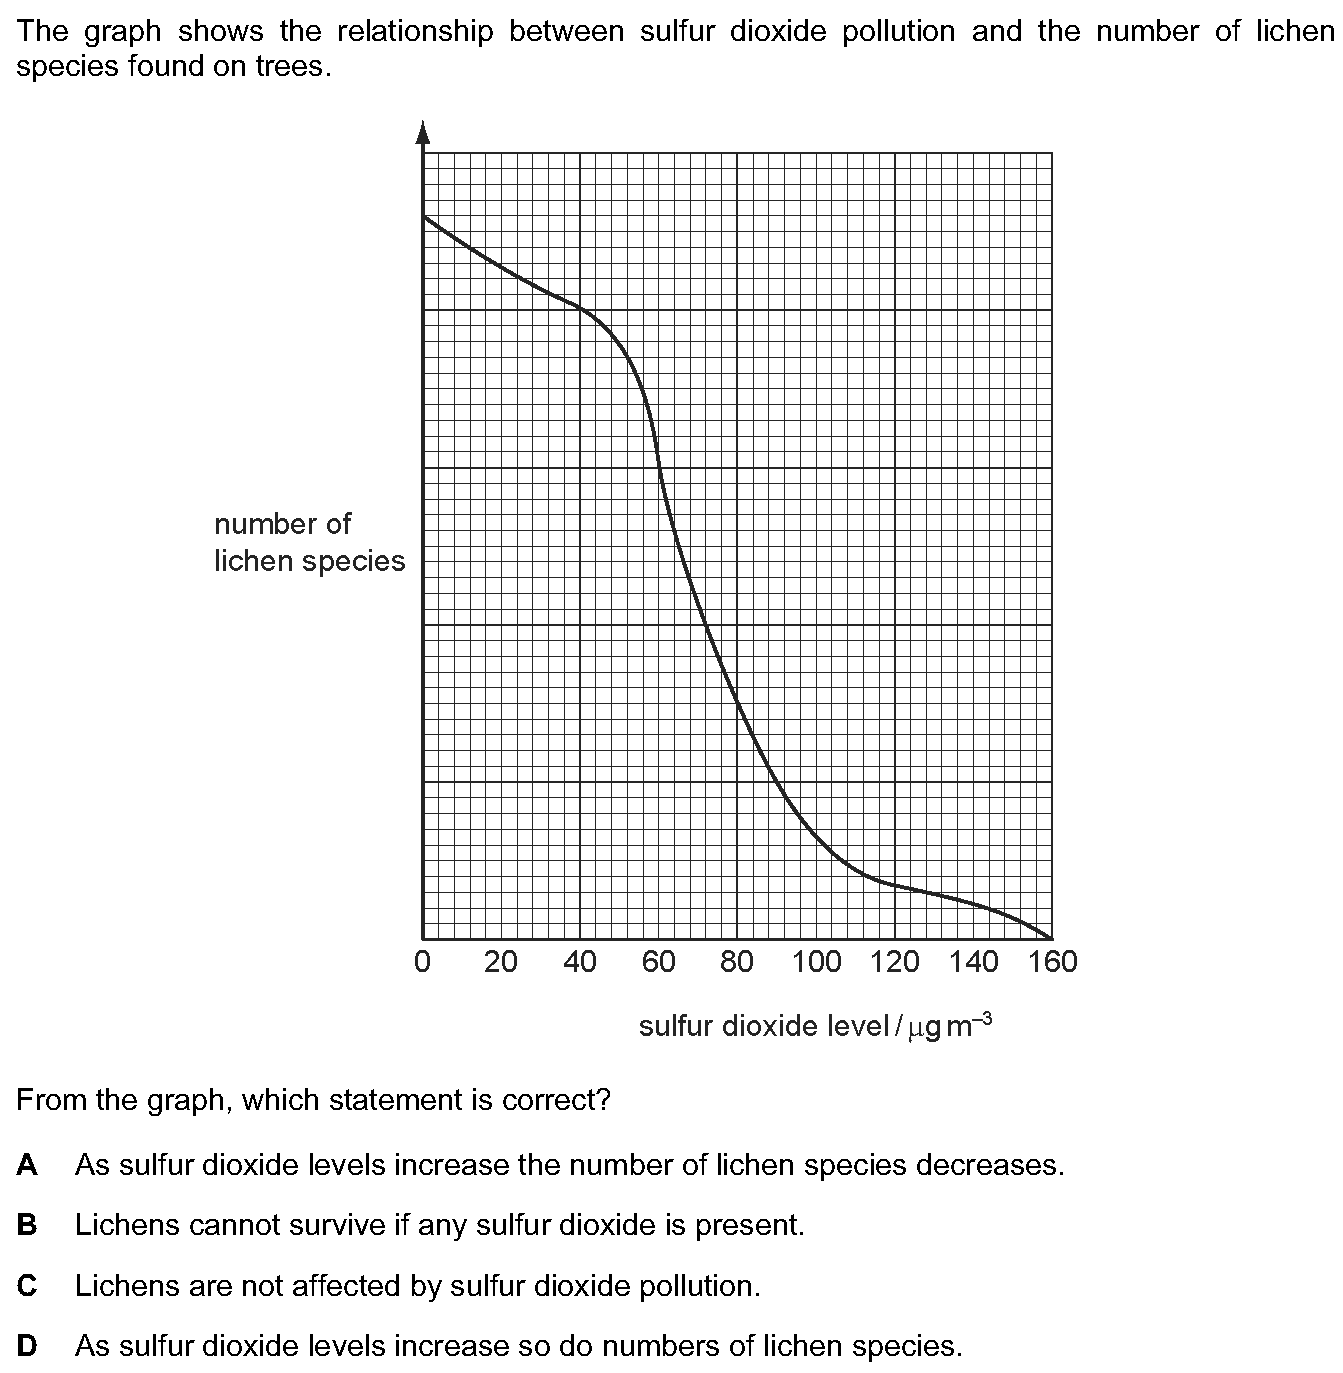 The graph shows the relationship between sulfur dioxide pollution and the number of lichen
species found on trees.
number of
lichen species
0 20 40 60 80 100 120 140 160
sulfur dioxide level / μg m⁻³
From the graph, which statement is correct?
A As sulfur dioxide levels increase the number of lichen species decreases.
B Lichens cannot survive if any sulfur dioxide is present.
C Lichens are not affected by sulfur dioxide pollution.
D As sulfur dioxide levels increase so do numbers of lichen species.